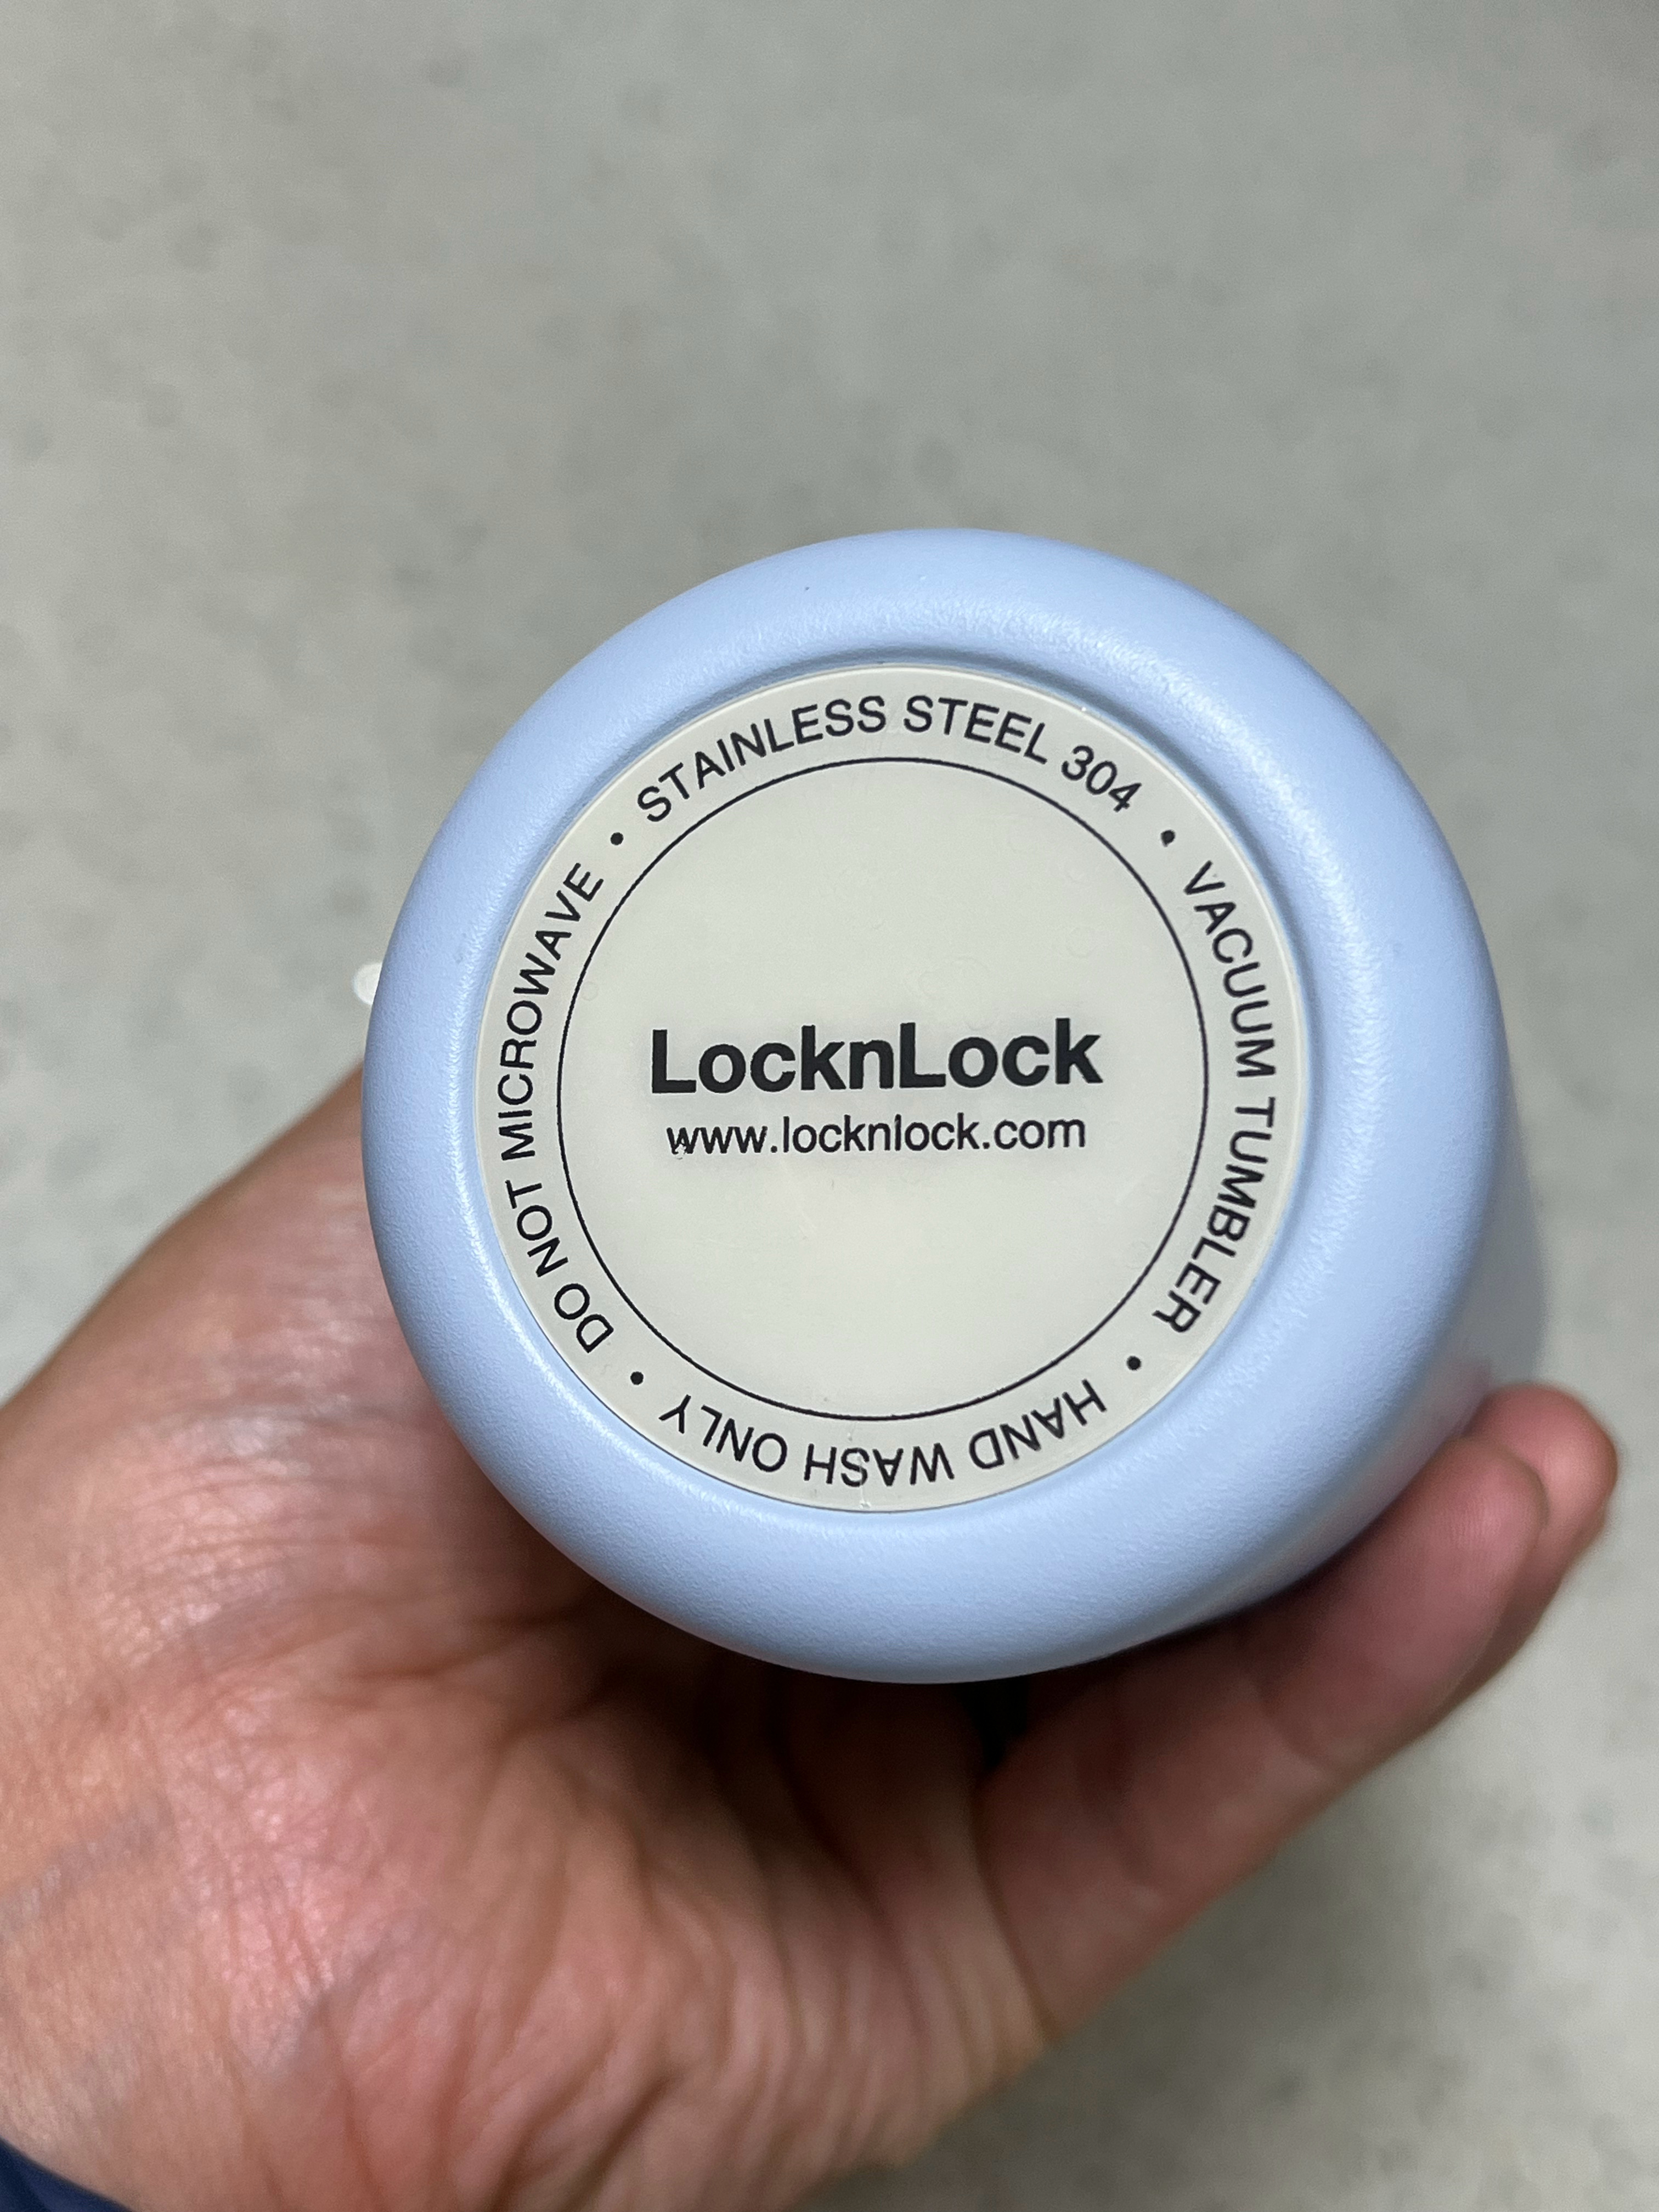 STAINLESS STEEL 304 • VACUUM TUMBLER • HAND WASH ONLY • DO NOT MICROWAVE •
LocknLock
www.locknlock.com